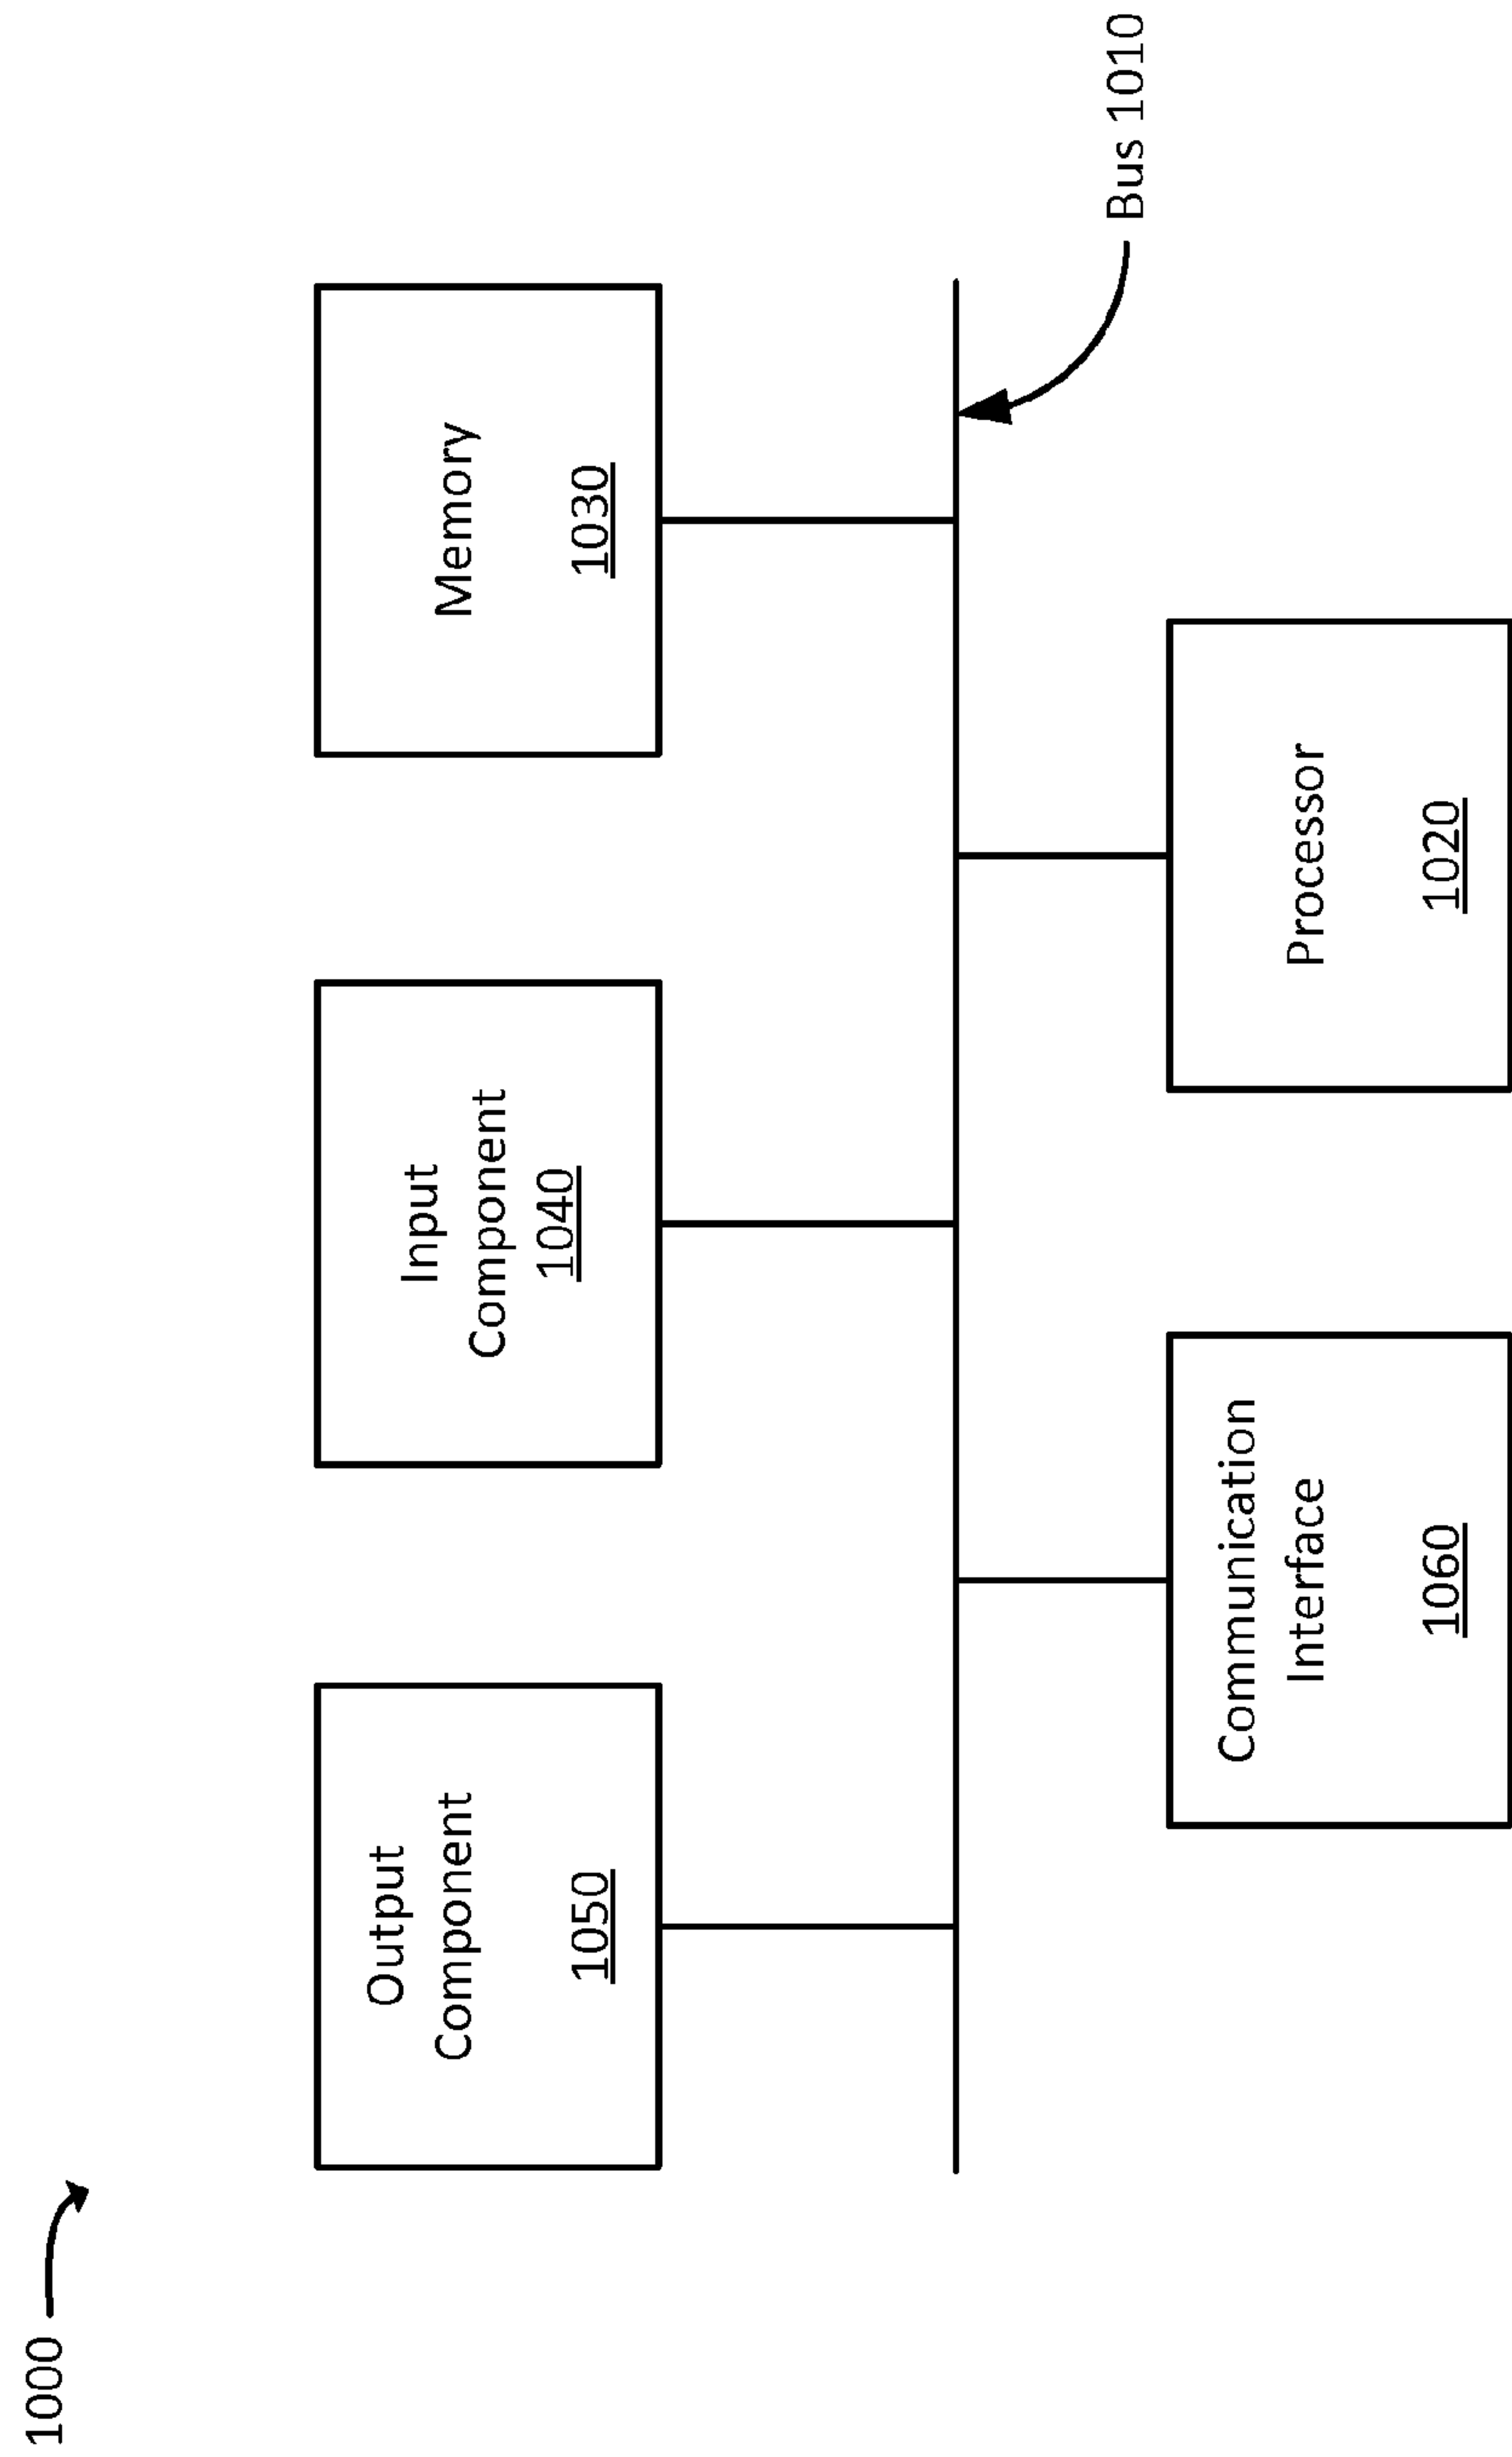 1000
Output
Component
1050
Input
Component
1040
Memory
1030
Bus 1010
Communication
Interface
1060
Processor
1020